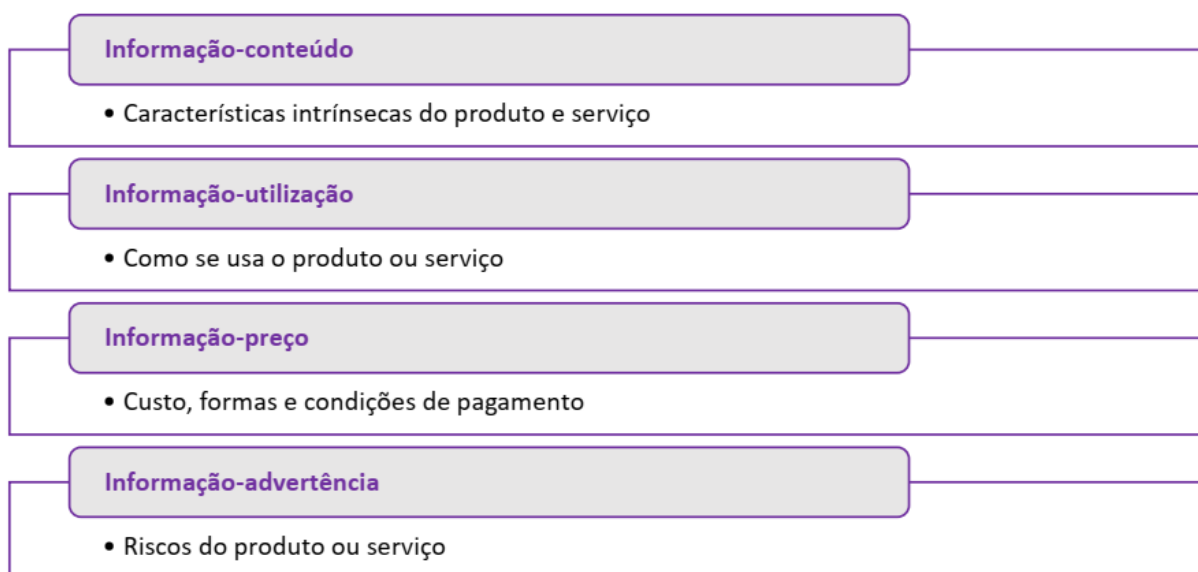 Informação-conteúdo
• Características intrínsecas do produto e serviço
Informação-utilização
• Como se usa o produto ou serviço
Informação-preço
• Custo, formas e condições de pagamento
Informação-advertência
• Riscos do produto ou serviço